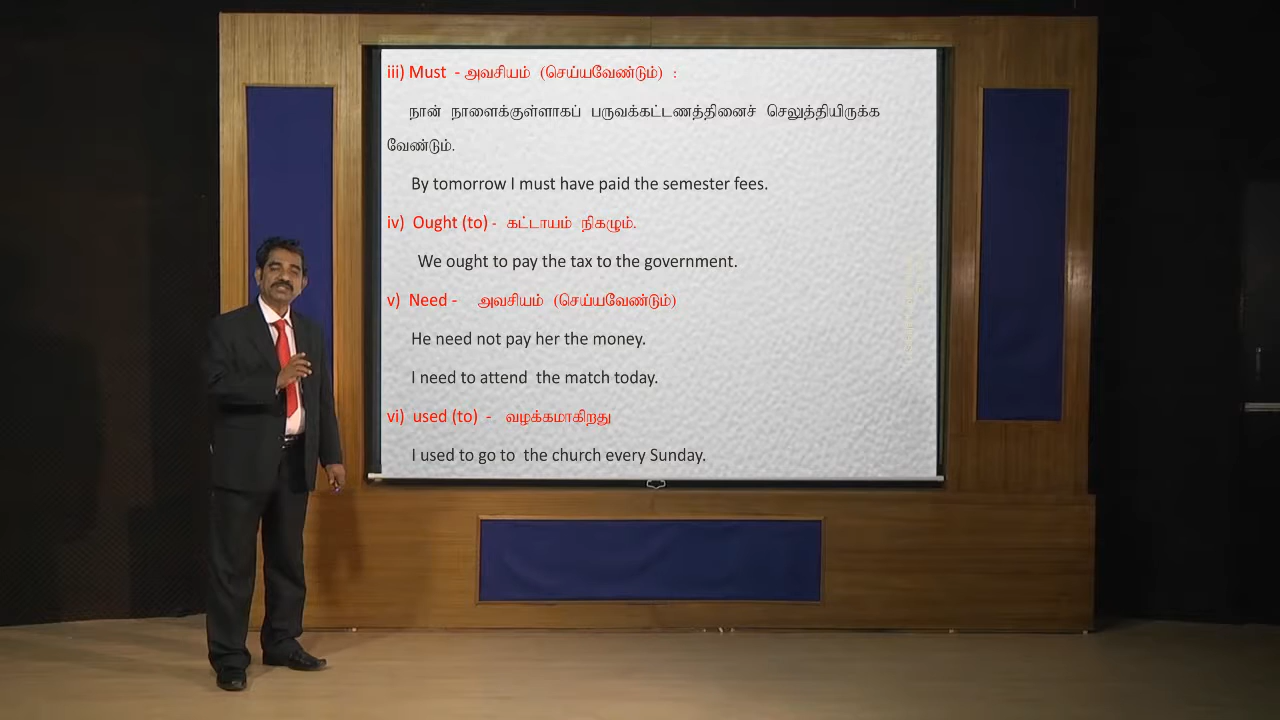 iii) Must - அவசியம் (செய்யவேண்டும்) :
நான் நாளைக்குள்ளாகப் பருவக்கட்டணத்தினைச் செலுத்தியிருக்க
வேண்டும்.
By tomorrow I must have paid the semester fees.
iv) Ought (to) - கட்டாயம் நிகழும்.
We ought to pay the tax to the government.
v) Need - அவசியம் (செய்யவேண்டும்)
He need not pay her the money.
I need to attend the match today.
vi) used (to) - வழக்கமாகிறது
I used to go to the church every Sunday.